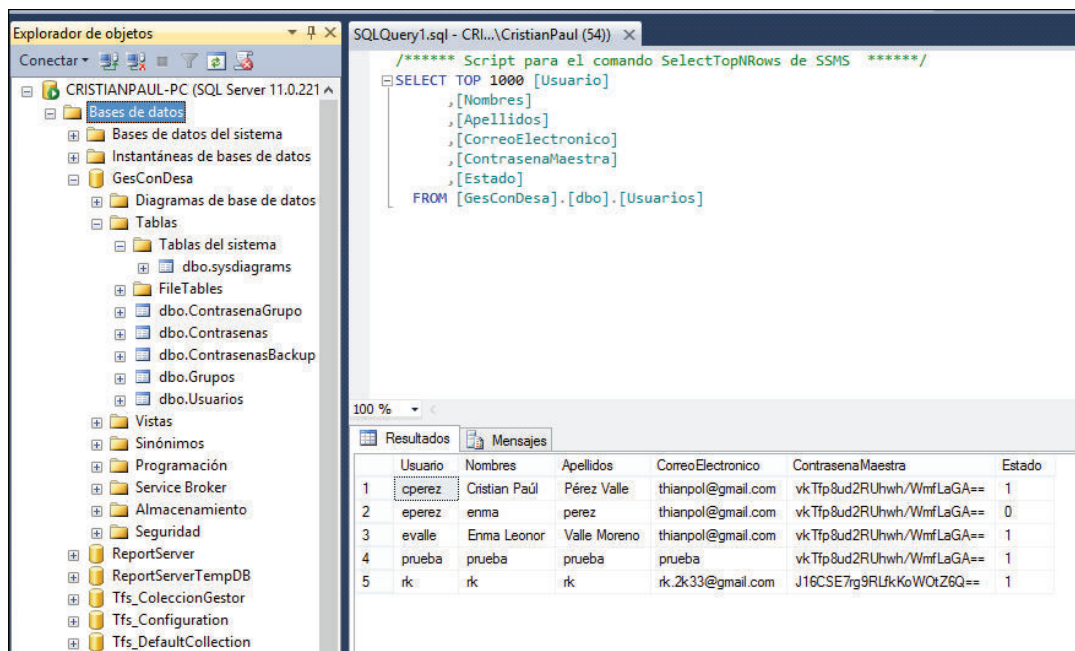 Explorador de objetos
Conectar
CRISTIANPAUL-PC (SQL Server 11.0.221
Bases de datos
Bases de datos del sistema
Instantáneas de bases de datos
GesConDesa
Diagramas de base de datos
Tablas
Tablas del sistema
dbo.sysdiagrams
FileTables
dbo.ContrasenaGrupo
dbo.Contrasenas
dbo.ContrasenasBackup
dbo.Grupos
dbo.Usuarios
Vistas
Sinónimos
Programación
Service Broker
Almacenamiento
Seguridad
ReportServer
ReportServerTempDB
Tfs_ColeccionGestor
Tfs_Configuration
Tfs_DefaultCollection
SQLQuery1.sql - CRI...\CristianPaul (54))
/****** Script para el comando SelectTopNRows de SSMS ******/
SELECT TOP 1000 [Usuario]
,[Nombres]
,[Apellidos]
,[CorreoElectronico]
,[ContrasenaMaestra]
,[Estado]
FROM [GesConDesa].[dbo].[Usuarios]
100 %
Resultados Mensajes
Usuario Nombres Apellidos CorreoElectronico ContrasenaMaestra Estado
1 cperez Cristian Paúl Pérez Valle thianpol@gmail.com vkTfp8ud2RUhwh/WmfLaGA== 1
2 eperez enma perez thianpol@gmail.com vkTfp8ud2RUhwh/WmfLaGA== 0
3 evalle Enma Leonor Valle Moreno thianpol@gmail.com vkTfp8ud2RUhwh/WmfLaGA== 1
4 prueba prueba prueba prueba vkTfp8ud2RUhwh/WmfLaGA== 1
5 rk rk rk rk.2k33@gmail.com J16CSE7rg9RLfkKoWOtZ6Q== 1